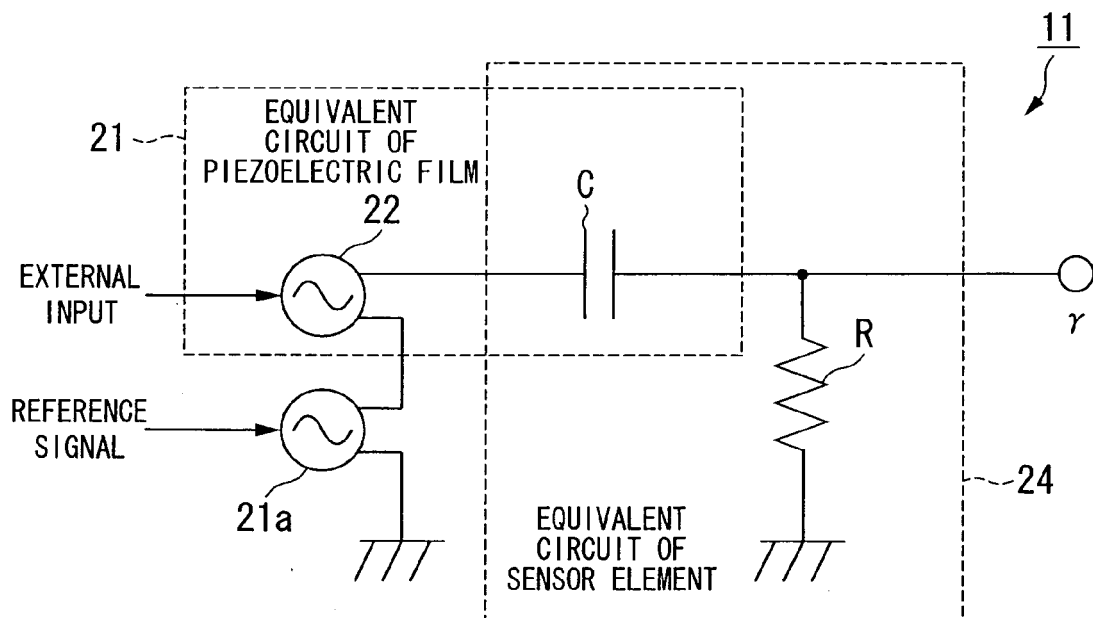 11
21
EQUIVALENT
CIRCUIT OF
PIEZOELECTRIC FILM
C
22
EXTERNAL
INPUT
γ
R
REFERENCE
SIGNAL
21a
24
EQUIVALENT
CIRCUIT OF
SENSOR ELEMENT